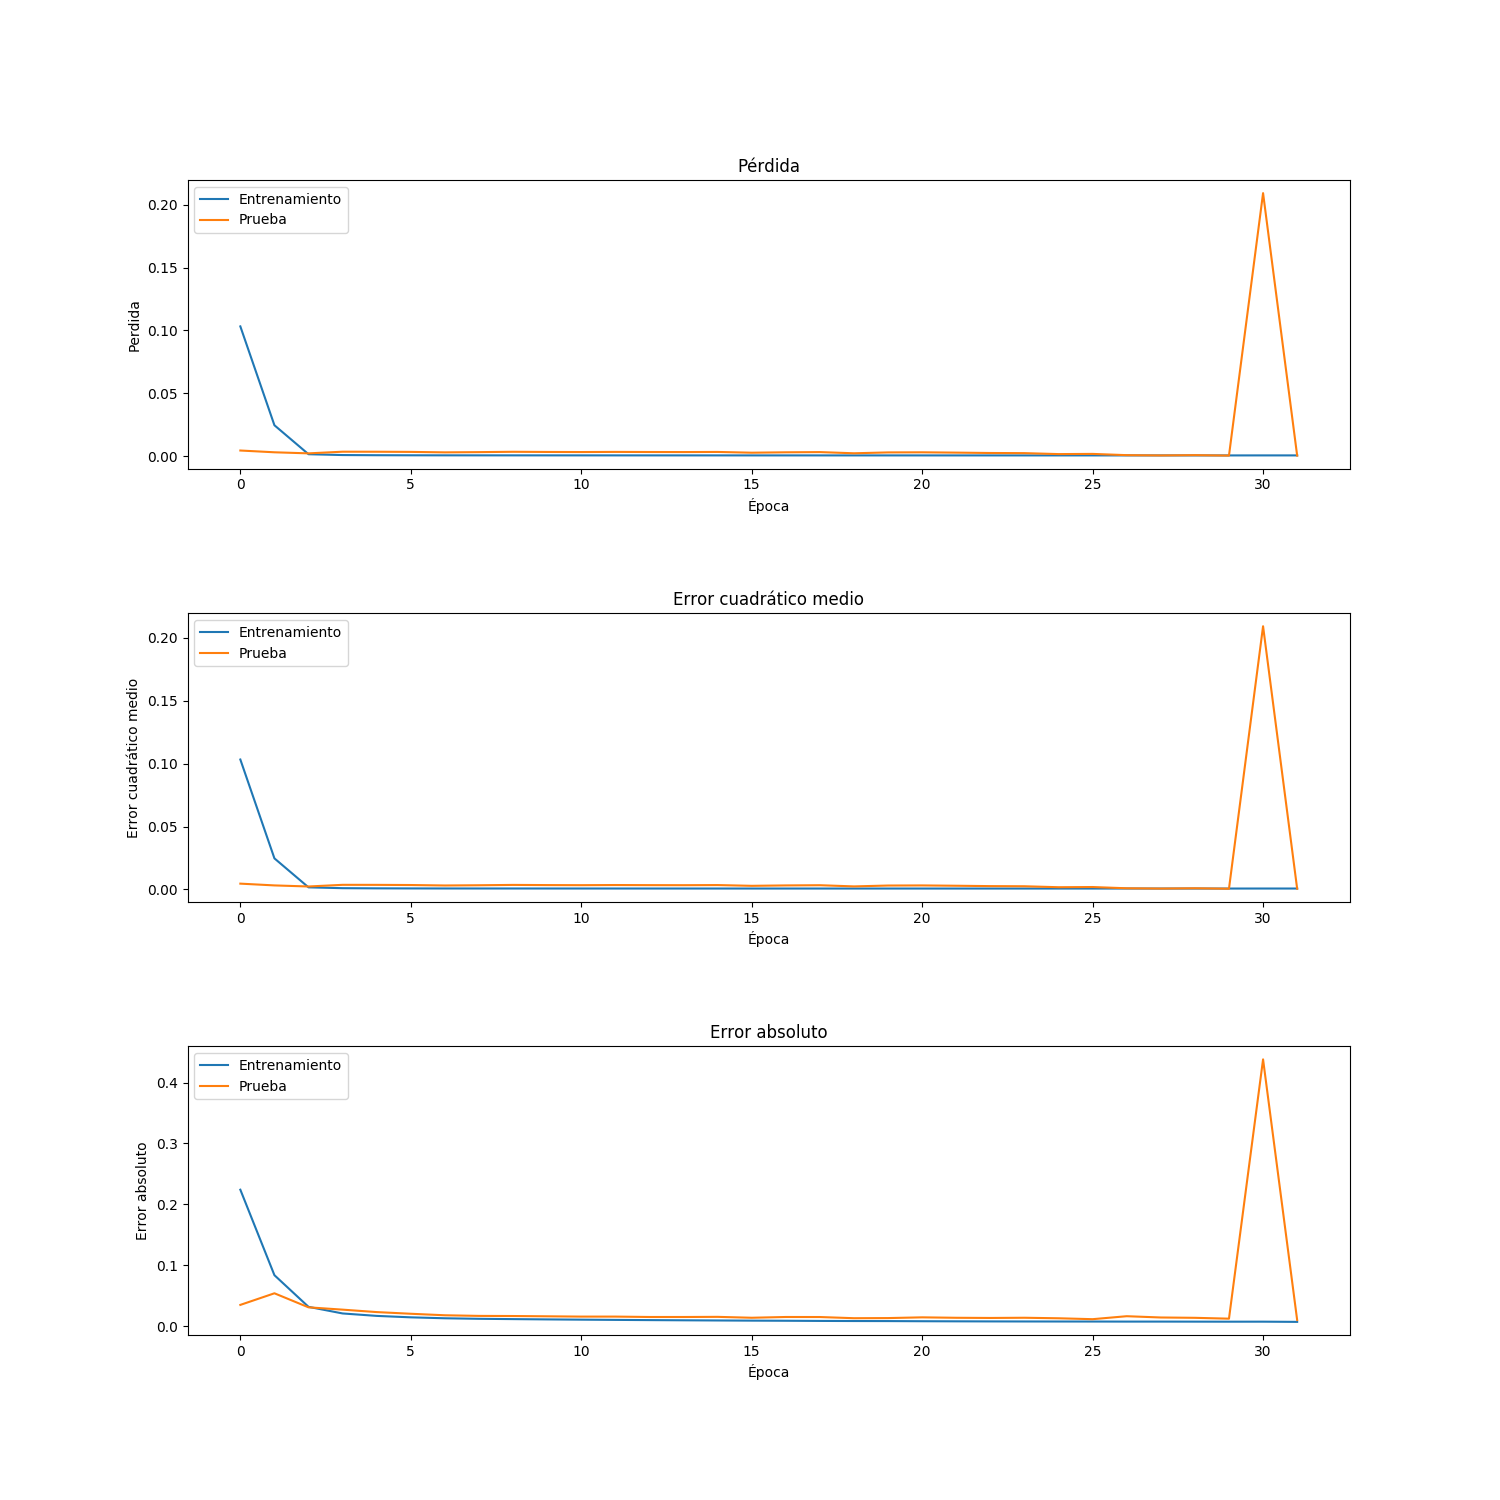 Pérdida
Entrenamiento
Prueba
0.20
0.15
0.10
0.05
0.00
Perdida
0 5 10 15 20 25 30
Época
Error cuadrático medio
Entrenamiento
Prueba
0.20
0.15
0.10
0.05
0.00
Error cuadrático medio
0 5 10 15 20 25 30
Época
Error absoluto
Entrenamiento
Prueba
0.4
0.3
0.2
0.1
0.0
Error absoluto
0 5 10 15 20 25 30
Época